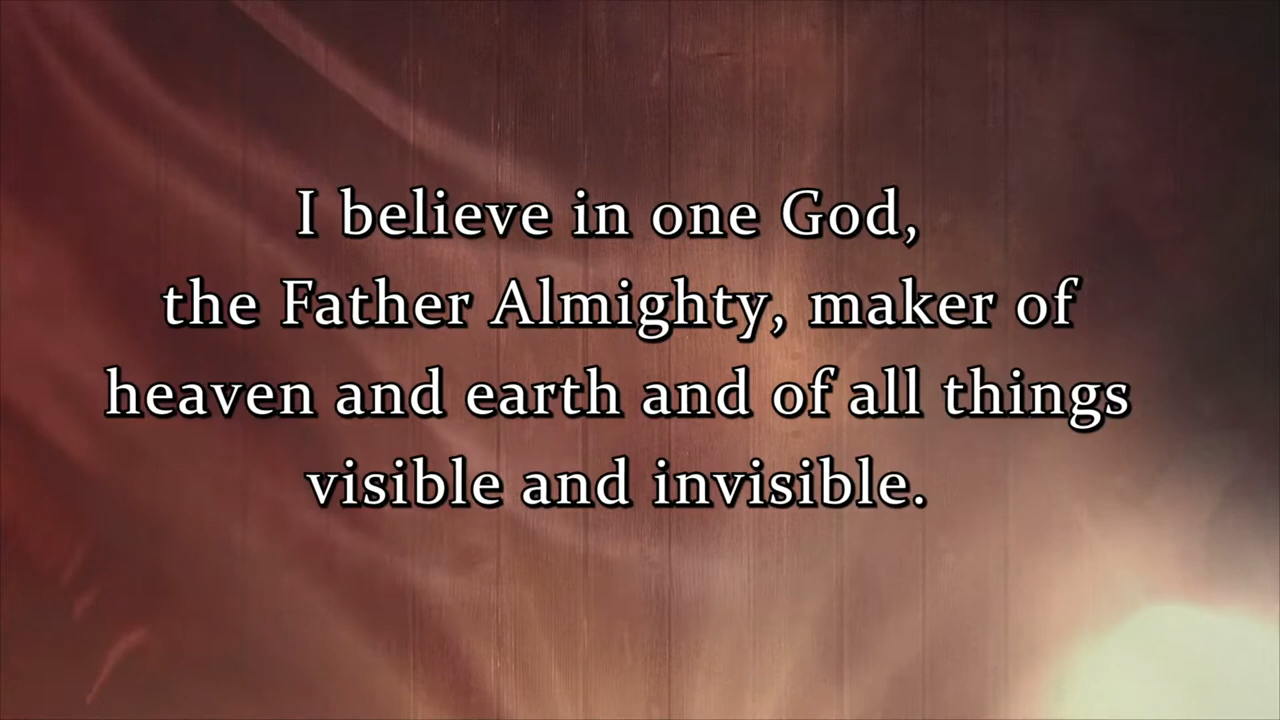 I believe in one God,
the Father Almighty, maker of
heaven and earth and of all things
visible and invisible.